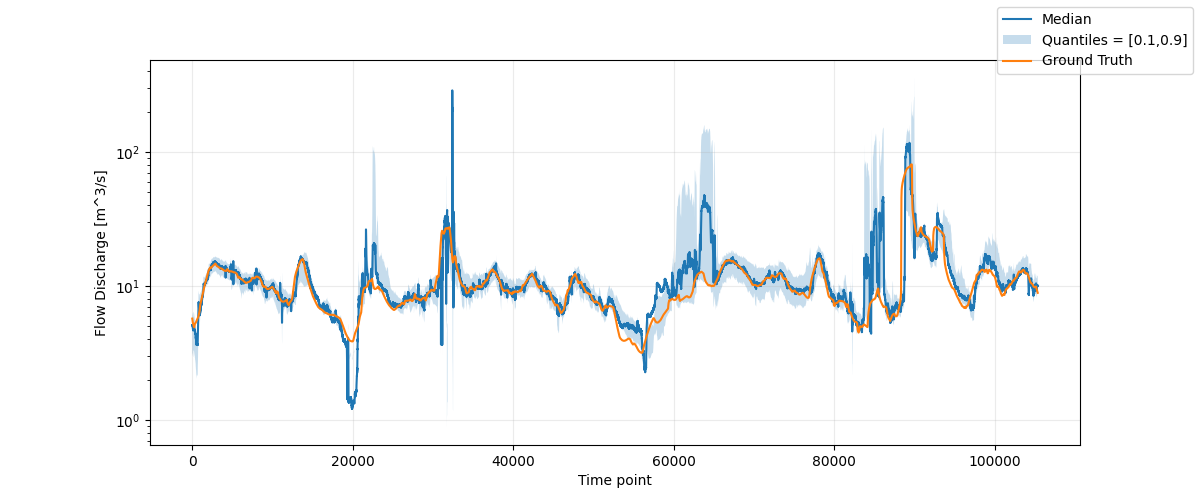 Median
Quantiles = [0.1,0.9]
Ground Truth
Flow Discharge [m^3/s]
10^2
10^1
10^0
0 20000 40000 60000 80000 100000
Time point